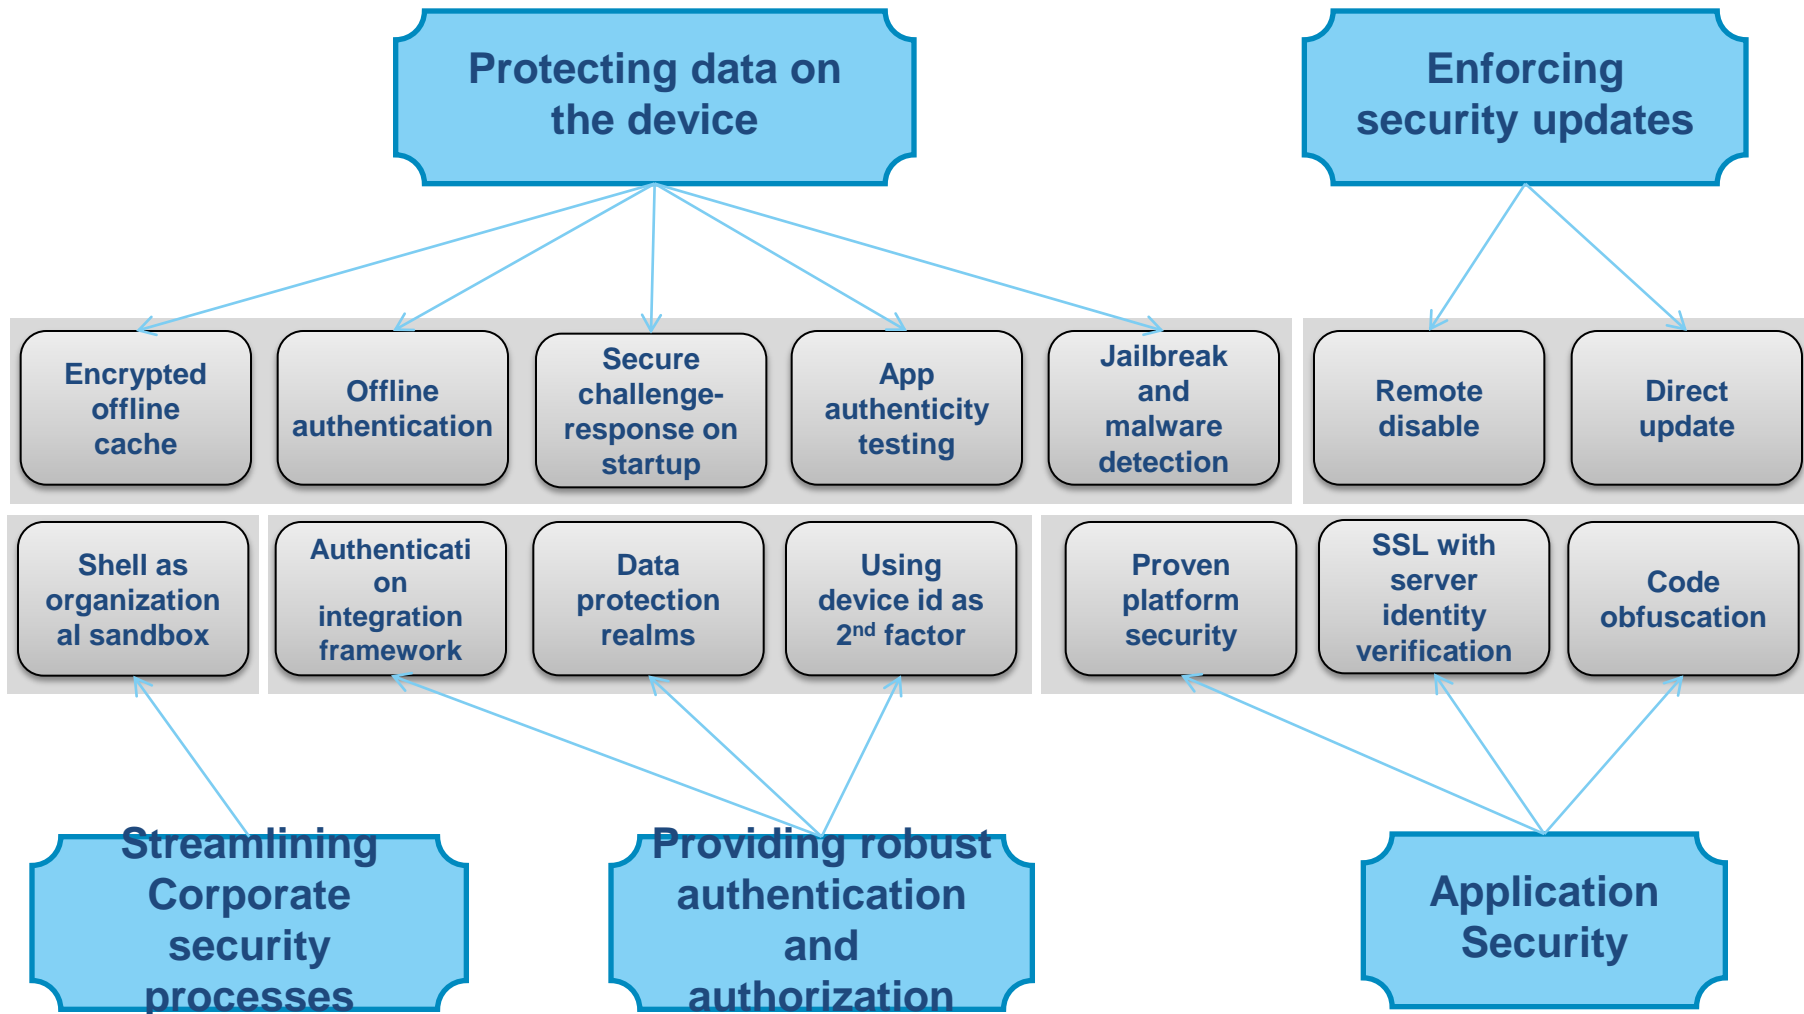 Protecting data on
the device
Enforcing
security updates
Encrypted
offline
cache
Offline
authentication
Secure
challenge-
response on
startup
App
authenticity
testing
Jailbreak
and
malware
detection
Remote
disable
Direct
update
Shell as
organization
al sandbox
Authenticati
on
integration
framework
Data
protection
realms
Using
device id as
2nd factor
Proven
platform
security
SSL with
server
identity
verification
Code
obfuscation
Streamlining
Corporate
security
processes
Providing robust
authentication
and
authorization
Application
Security